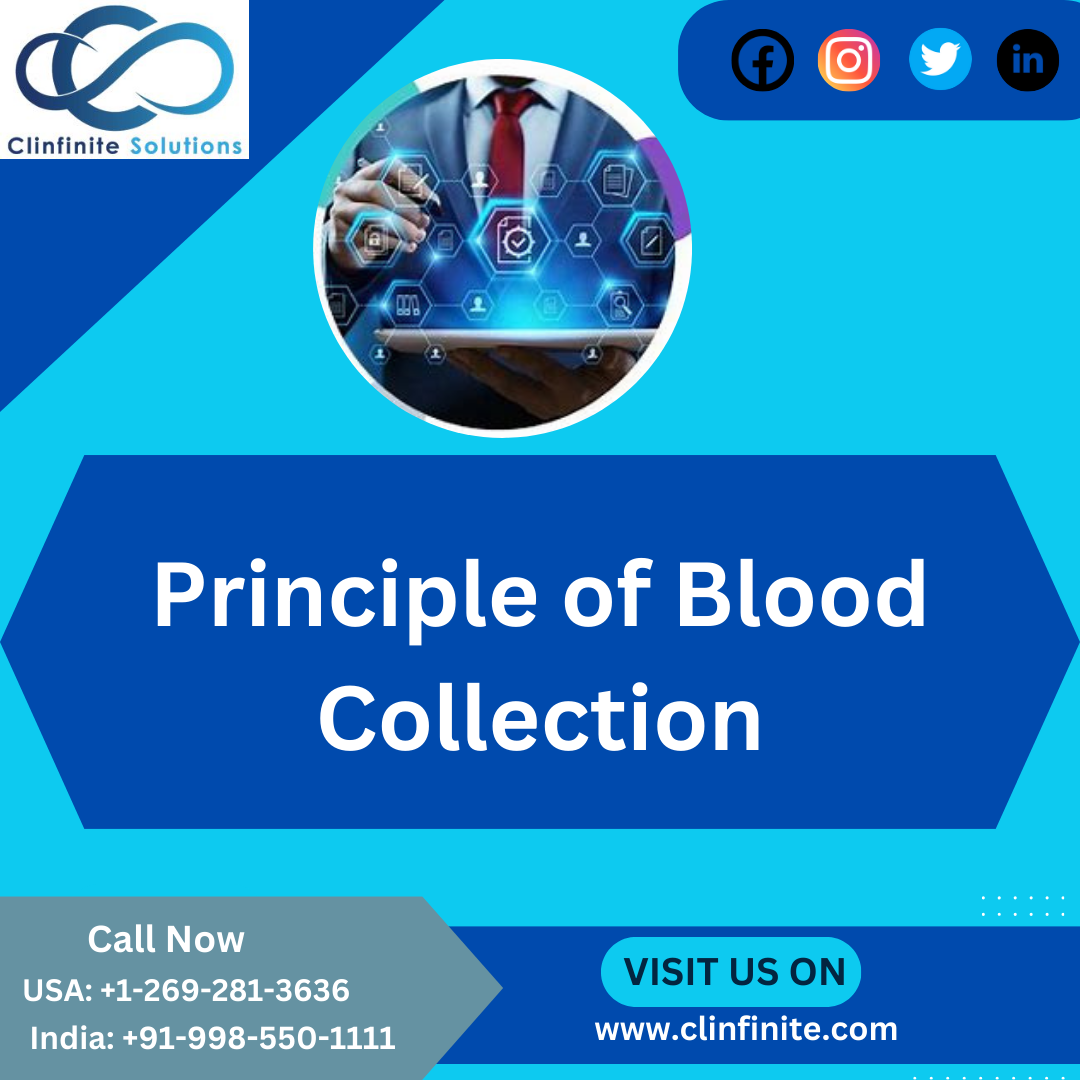 Clinfinite Solutions
Principle of Blood
Collection
Call Now
USA: +1-269-281-3636
India: +91-998-550-1111
VISIT US ON
www.clinfinite.com